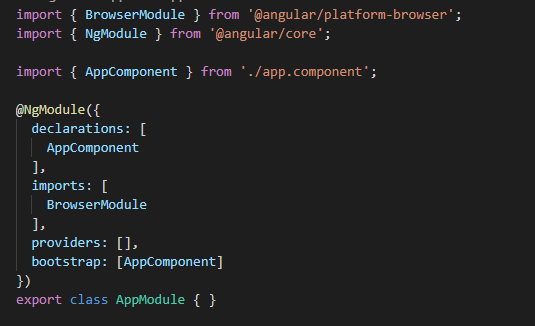 import { BrowserModule } from '@angular/platform-browser';
import { NgModule } from '@angular/core';
import { AppComponent } from './app.component';
@NgModule({
declarations: [
AppComponent
],
imports: [
BrowserModule
],
providers: [],
bootstrap: [AppComponent]
})
export class AppModule { }